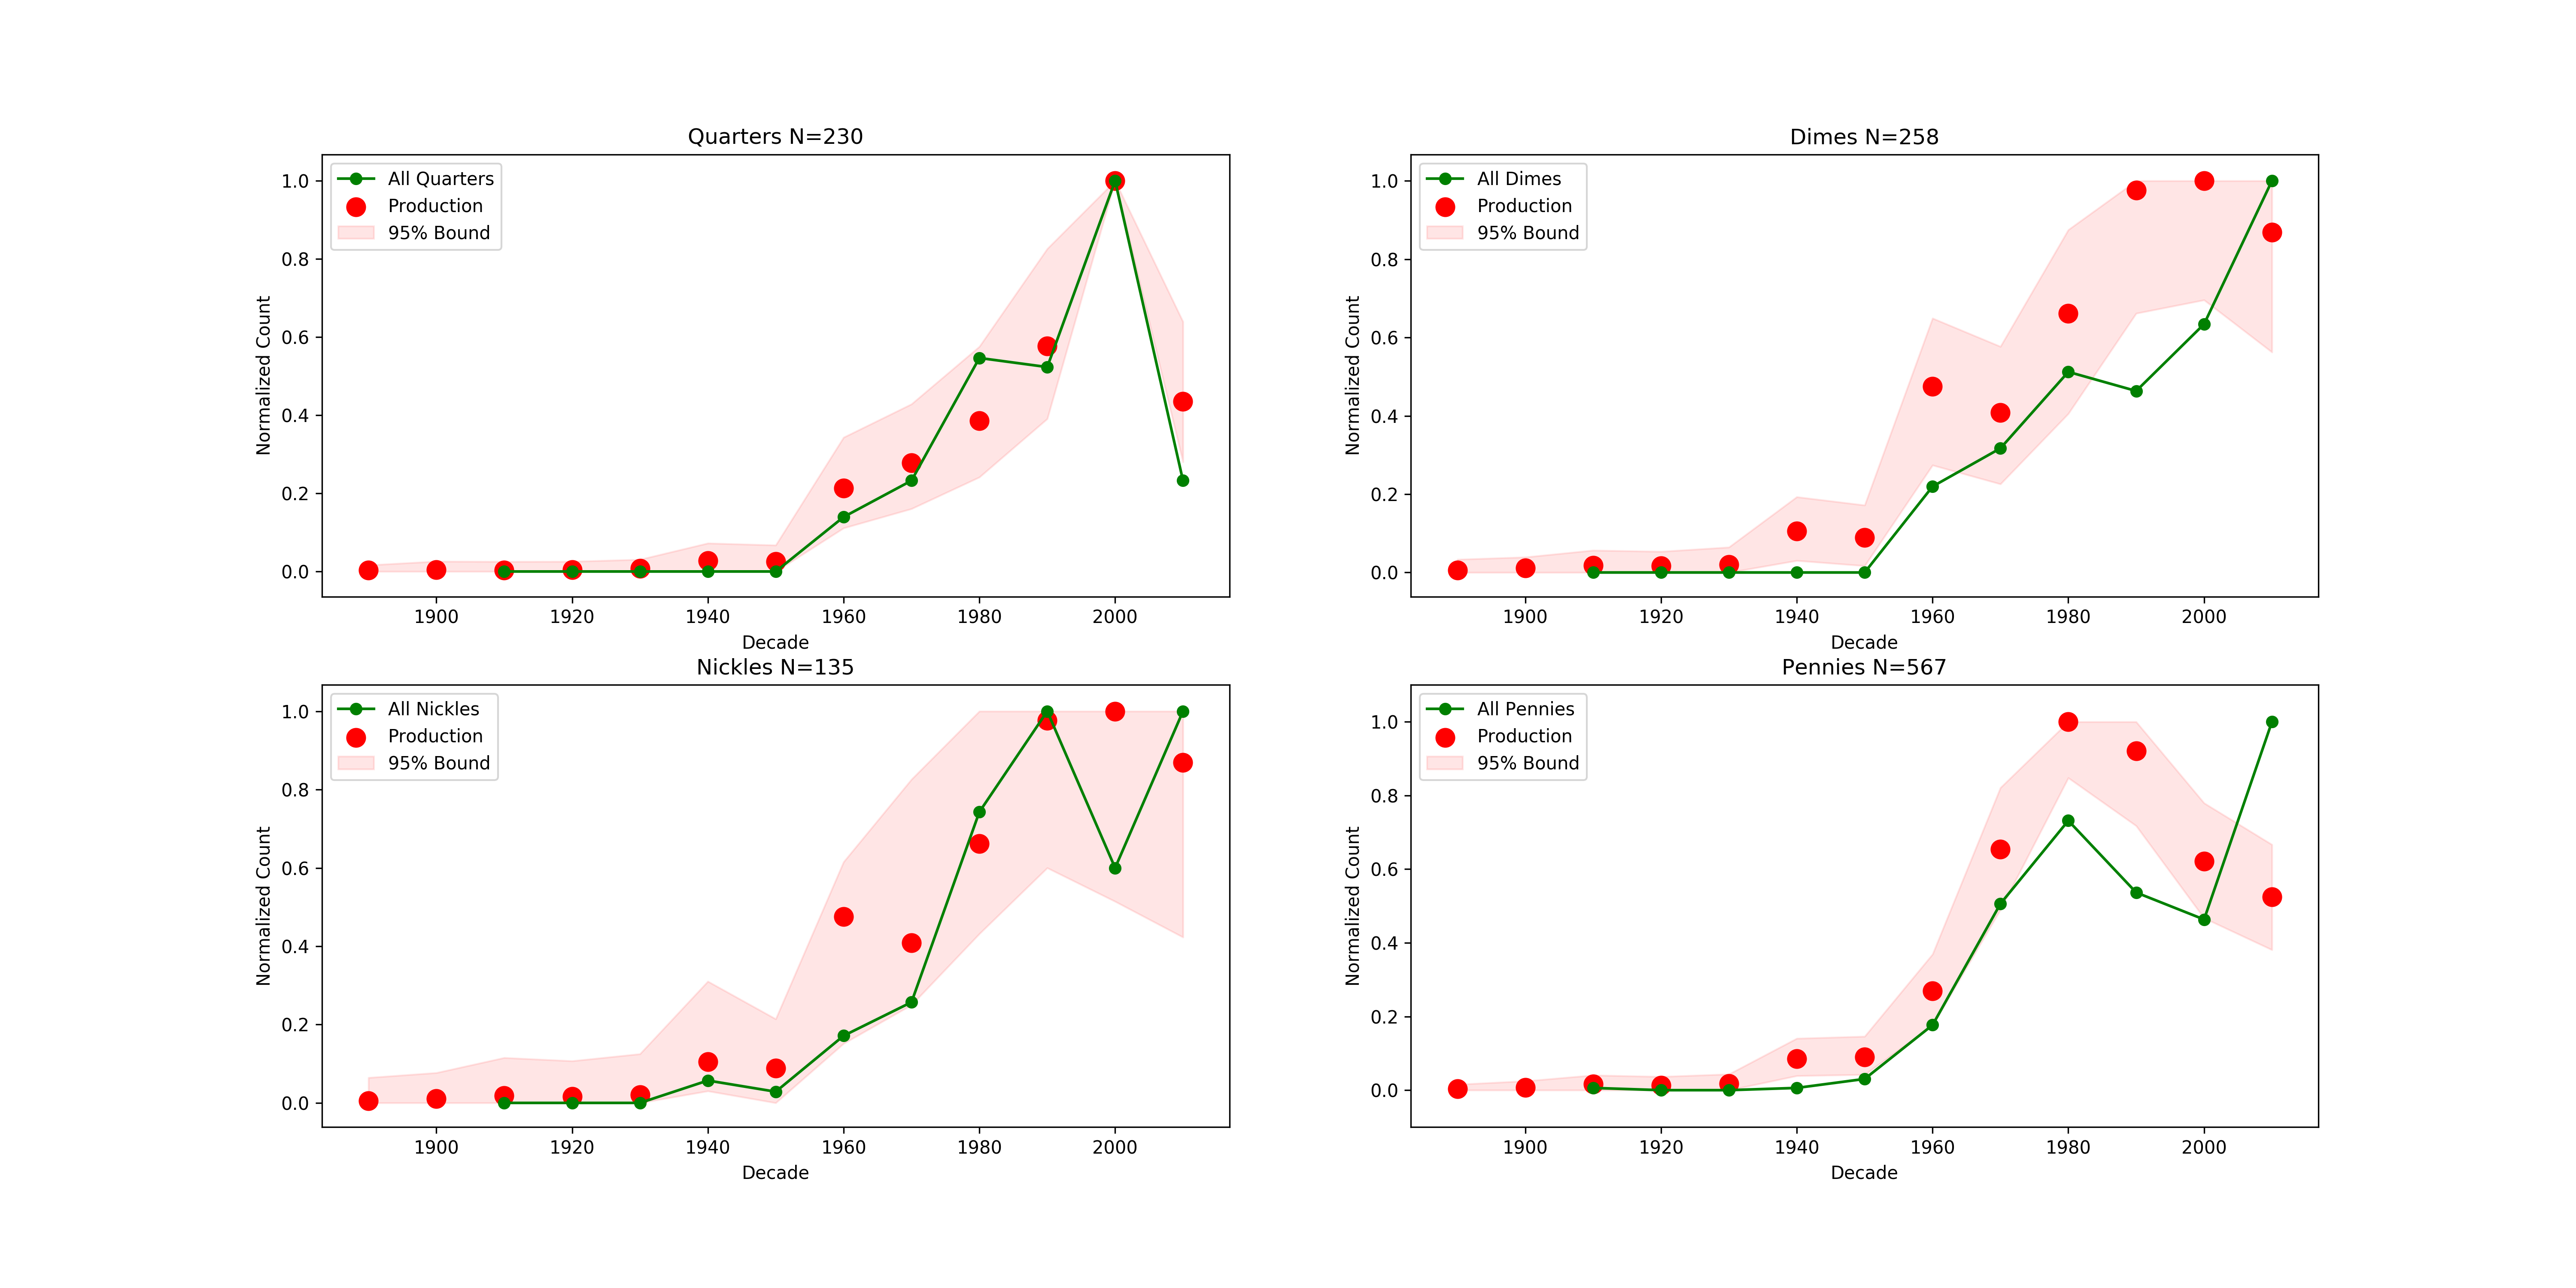 Quarters N=230
All Quarters
Production
95% Bound
Normalized Count
1.0
0.8
0.6
0.4
0.2
0.0
1900 1920 1940 1960 1980 2000
Decade
Dimes N=258
All Dimes
Production
95% Bound
Normalized Count
1.0
0.8
0.6
0.4
0.2
0.0
1900 1920 1940 1960 1980 2000
Decade
Nickles N=135
All Nickles
Production
95% Bound
Normalized Count
1.0
0.8
0.6
0.4
0.2
0.0
1900 1920 1940 1960 1980 2000
Decade
Pennies N=567
All Pennies
Production
95% Bound
Normalized Count
1.0
0.8
0.6
0.4
0.2
0.0
1900 1920 1940 1960 1980 2000
Decade